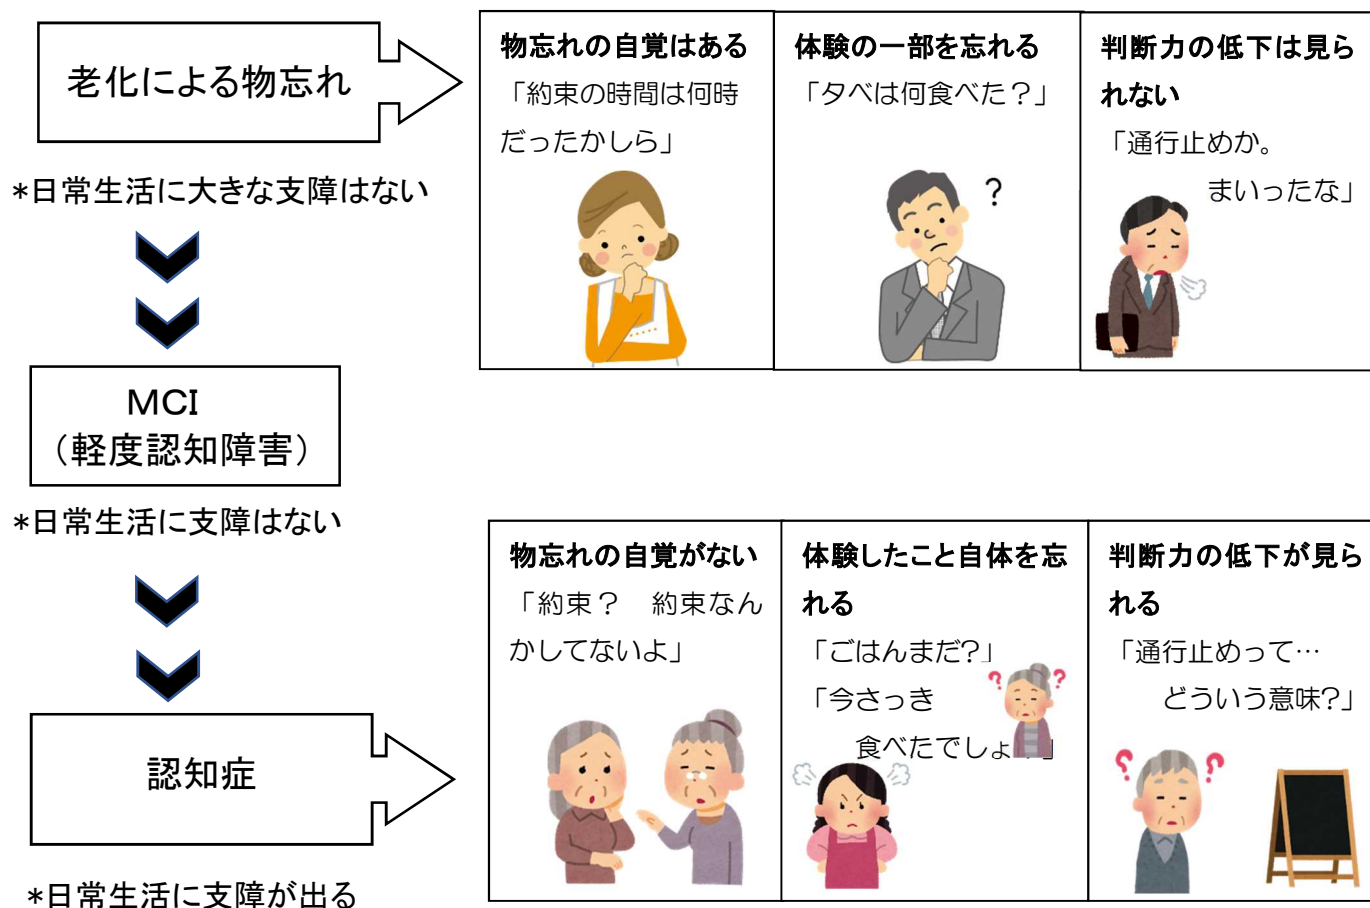 老化による物忘れ
*日常生活に大きな支障はない
物忘れの自覚はある
「約束の時間は何時
だったかしら」
体験の一部を忘れる
「夕べは何食べた？」
?
判断力の低下は見ら
れない
「通行止めか。
まいったな」
MCI
（軽度認知障害）
*日常生活に支障はない
認知症
*日常生活に支障が出る
物忘れの自覚がない
「約束？　約束なん
かしてないよ」
体験したこと自体を忘
れる
「ごはんまだ?」
「今さっき
食べたでしょ
判断力の低下が見ら
れる
「通行止めって…
どういう意味?」